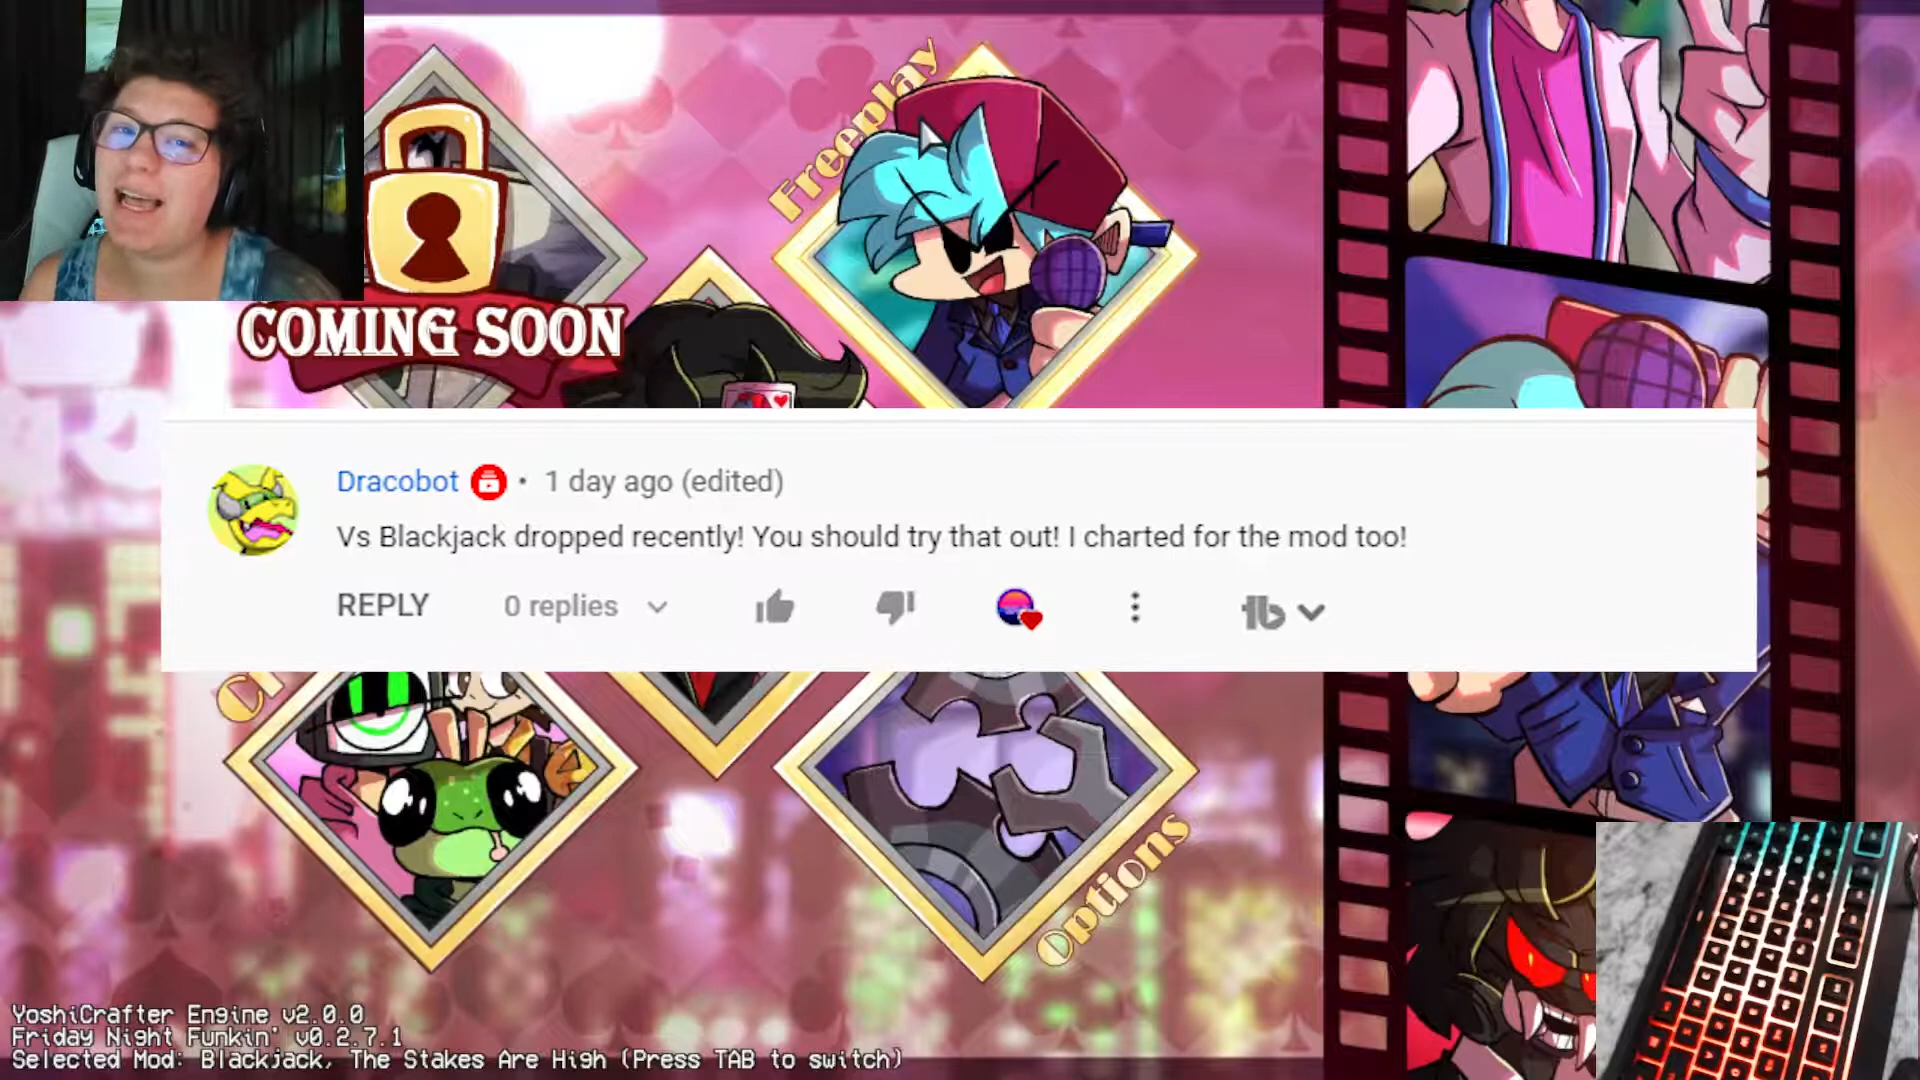 Freeplay
COMING SOON
Dracobot • 1 day ago (edited)
Vs Blackjack dropped recently! You should try that out! I charted for the mod too!
REPLY 0 replies
Options
YoshiCrafter Engine v2.0.0
Friday Night Funkin' v0.2.7.1
Selected Mod: Blackjack, The Stakes Are High (Press TAB to switch)